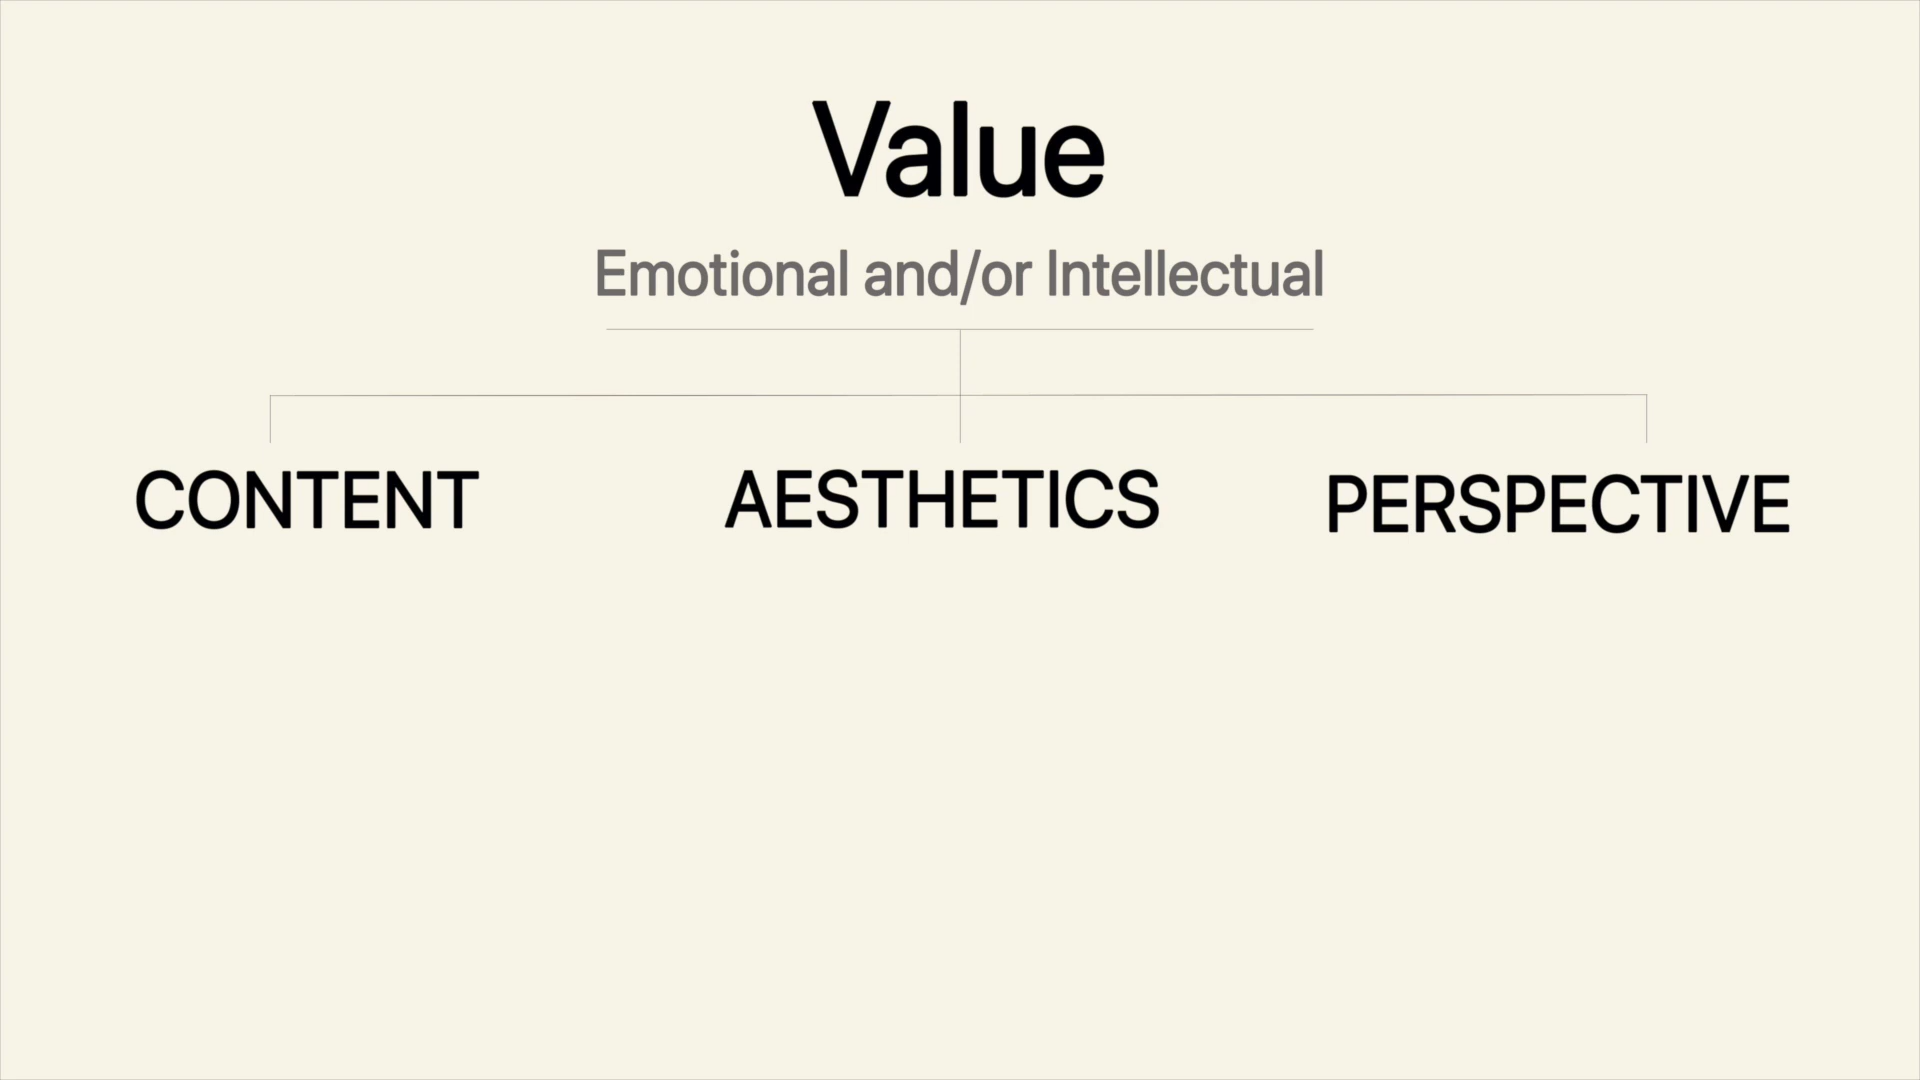 Value
Emotional and/or Intellectual
CONTENT
AESTHETICS
PERSPECTIVE